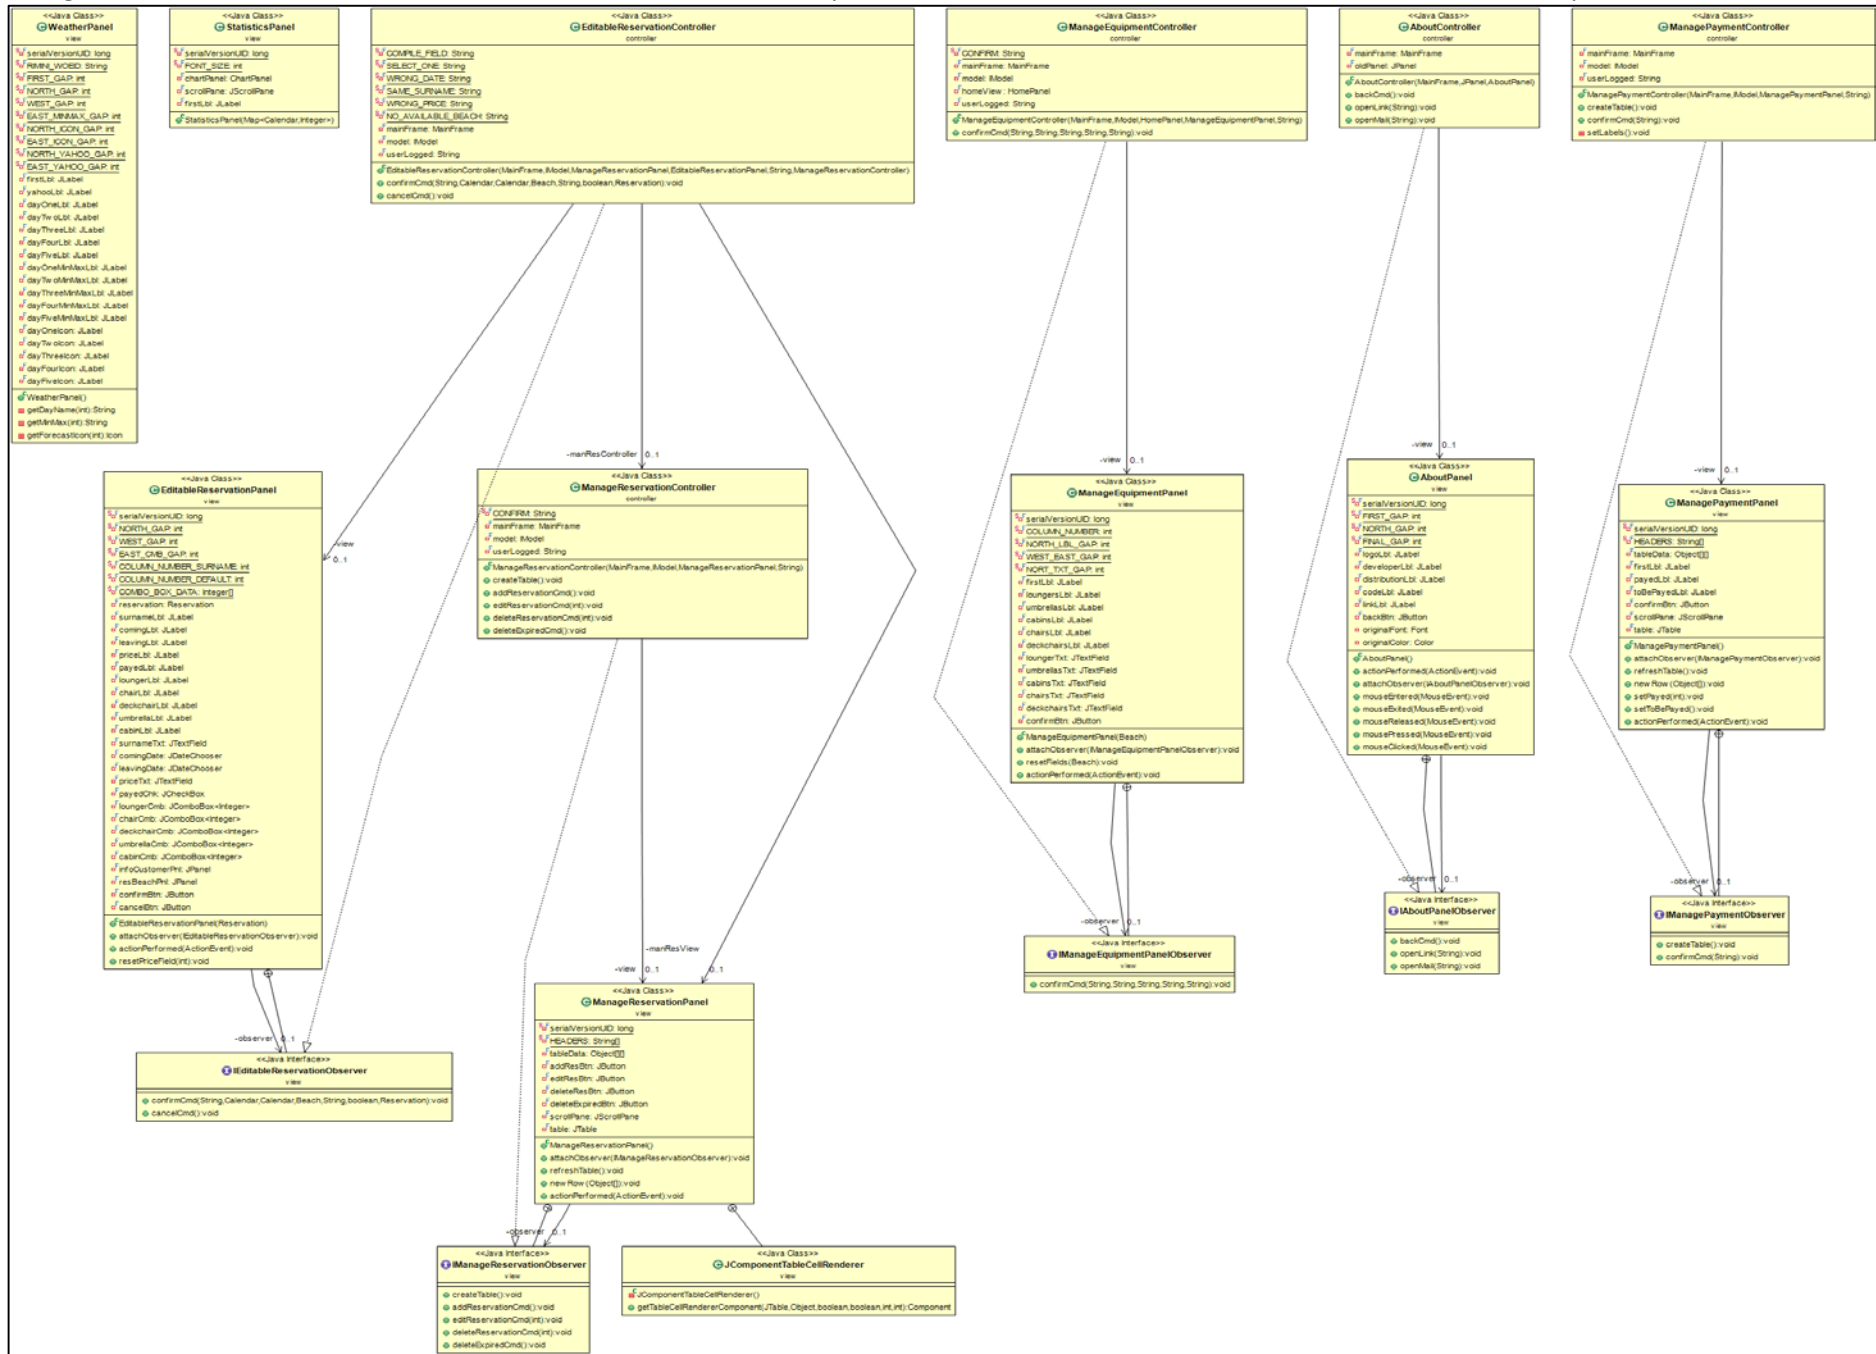 <<Java Class>>
WeatherPanel
view
serialVersionUID: long
RIMINI_WOEID: String
FIRST_GAP: int
NORTH_GAP: int
WEST_GAP: int
EAST_MINMAX_GAP: int
NORTH_ICON_GAP: int
EAST_ICON_GAP: int
NORTH_YAHOO_GAP: int
EAST_YAHOO_GAP: int
firstLbl: JLabel
yahooLbl: JLabel
dayOneLbl: JLabel
dayTwoLbl: JLabel
dayThreeLbl: JLabel
dayFourLbl: JLabel
dayFiveLbl: JLabel
dayOneMinMaxLbl: JLabel
dayTwoMinMaxLbl: JLabel
dayThreeMinMaxLbl: JLabel
dayFourMinMaxLbl: JLabel
dayFiveMinMaxLbl: JLabel
dayOneIcon: JLabel
dayTwoIcon: JLabel
dayThreeIcon: JLabel
dayFourIcon: JLabel
dayFiveIcon: JLabel
WeatherPanel()
getDayName(int):String
getMinMax(int):String
getForecastIcon(int):Icon
<<Java Class>>
StatisticsPanel
view
serialVersionUID: long
FONT_SIZE: int
chartPanel: ChartPanel
scrollPane: JScrollPane
firstLbl: JLabel
StatisticsPanel(Map<Calendar,Integer>)
<<Java Class>>
EditableReservationController
controller
COMPILE_FIELD: String
SELECT_ONE: String
WRONG_DATE: String
SAME_SURNAME: String
WRONG_PRICE: String
NO_AVAILABLE_BEACH: String
mainFrame: MainFrame
model: IModel
userLogged: String
EditableReservationController(MainFrame,IModel,ManageReservationPanel,EditableReservationPanel,String,ManageReservationController)
confirmCmd(String,Calendar,Calendar,Beach,String,boolean,Reservation):void
cancelCmd():void
<<Java Class>>
ManageEquipmentController
controller
CONFIRM: String
mainFrame: MainFrame
model: IModel
homeView: HomePanel
userLogged: String
ManageEquipmentController(MainFrame,IModel,HomePanel,ManageEquipmentPanel,String)
confirmCmd(String,String,String,String,String):void
<<Java Class>>
AboutController
controller
mainFrame: MainFrame
oldPanel: JPanel
AboutController(MainFrame,JPanel,AboutPanel)
backCmd():void
openLink(String):void
openMail(String):void
<<Java Class>>
ManagePaymentController
controller
mainFrame: MainFrame
model: IModel
userLogged: String
ManagePaymentController(MainFrame,IModel,ManagePaymentPanel,String)
createTable():void
confirmCmd(String):void
setLabels():void
-view
0..1
-manResController 0..1
-view 0..1
-view 0..1
-view 0..1
<<Java Class>>
EditableReservationPanel
view
serialVersionUID: long
NORTH_GAP: int
WEST_GAP: int
EAST_CMB_GAP: int
COLUMN_NUMBER_SURNAME: int
COLUMN_NUMBER_DEFAULT: int
COMBO_BOX_DATA: Integer[]
reservation: Reservation
surnameLbl: JLabel
comingLbl: JLabel
leavingLbl: JLabel
priceLbl: JLabel
payedLbl: JLabel
loungerLbl: JLabel
chairLbl: JLabel
deckchairLbl: JLabel
umbrellaLbl: JLabel
cabinLbl: JLabel
surnameTxt: JTextField
comingDate: JDateChooser
leavingDate: JDateChooser
priceTxt: JTextField
payedChk: JCheckBox
loungerCmb: JComboBox<Integer>
chairCmb: JComboBox<Integer>
deckchairCmb: JComboBox<Integer>
umbrellaCmb: JComboBox<Integer>
cabinCmb: JComboBox<Integer>
infoCustomerPnl: JPanel
resBeachPnl: JPanel
confirmBtn: JButton
cancelBtn: JButton
EditableReservationPanel(Reservation)
attachObserver(IEditableReservationObserver):void
actionPerformed(ActionEvent):void
resetPriceField(int):void
<<Java Class>>
ManageReservationController
controller
CONFIRM: String
mainFrame: MainFrame
model: IModel
userLogged: String
ManageReservationController(MainFrame,IModel,ManageReservationPanel,String)
createTable():void
addReservationCmd():void
editReservationCmd(int):void
deleteReservationCmd(int):void
deleteExpiredCmd():void
<<Java Class>>
ManageEquipmentPanel
view
serialVersionUID: long
COLUMN_NUMBER: int
NORTH_LBL_GAP: int
WEST_EAST_GAP: int
NORT_TXT_GAP: int
firstLbl: JLabel
loungersLbl: JLabel
umbrellasLbl: JLabel
cabinsLbl: JLabel
chairsLbl: JLabel
deckchairsLbl: JLabel
loungerTxt: JTextField
umbrellasTxt: JTextField
cabinsTxt: JTextField
chairsTxt: JTextField
deckchairsTxt: JTextField
confirmBtn: JButton
ManageEquipmentPanel(Beach)
attachObserver(IManageEquipmentPanelObserver):void
resetFields(Beach):void
actionPerformed(ActionEvent):void
<<Java Class>>
AboutPanel
view
serialVersionUID: long
FIRST_GAP: int
NORTH_GAP: int
FINAL_GAP: int
logoLbl: JLabel
developerLbl: JLabel
distributionLbl: JLabel
codeLbl: JLabel
linkLbl: JLabel
backBtn: JButton
originalFont: Font
originalColor: Color
AboutPanel()
actionPerformed(ActionEvent):void
attachObserver(IAboutPanelObserver):void
mouseEntered(MouseEvent):void
mouseExited(MouseEvent):void
mouseReleased(MouseEvent):void
mousePressed(MouseEvent):void
mouseClicked(MouseEvent):void
<<Java Class>>
ManagePaymentPanel
view
serialVersionUID: long
HEADERS: String[]
tableData: Object[][]
firstLbl: JLabel
payedLbl: JLabel
toBePayedLbl: JLabel
confirmBtn: JButton
scrollPane: JScrollPane
table: JTable
ManagePaymentPanel()
attachObserver(IManagePaymentObserver):void
refreshTable():void
newRow(Object[]):void
setPayed(int):void
setToBePayed():void
actionPerformed(ActionEvent):void
-observer 0..1
-manResView
-view 0..1 0..1
-observer 0..1
-observer 0..1
-observer 0..1
<<Java Interface>>
IEditableReservationObserver
view
confirmCmd(String,Calendar,Calendar,Beach,String,boolean,Reservation):void
cancelCmd():void
<<Java Class>>
ManageReservationPanel
view
serialVersionUID: long
HEADERS: String[]
tableData: Object[][]
addResBtn: JButton
editResBtn: JButton
deleteResBtn: JButton
deleteExpiredBtn: JButton
scrollPane: JScrollPane
table: JTable
ManageReservationPanel()
attachObserver(IManageReservationObserver):void
refreshTable():void
newRow(Object[]):void
actionPerformed(ActionEvent):void
<<Java Interface>>
IManageEquipmentPanelObserver
view
confirmCmd(String,String,String,String,String):void
<<Java Interface>>
IAboutPanelObserver
view
backCmd():void
openLink(String):void
openMail(String):void
<<Java Interface>>
IManagePaymentObserver
view
createTable():void
confirmCmd(String):void
-observer 0..1
<<Java Interface>>
IManageReservationObserver
view
createTable():void
addReservationCmd():void
editReservationCmd(int):void
deleteReservationCmd(int):void
deleteExpiredCmd():void
<<Java Class>>
JComponentTableCellRenderer
view
JComponentTableCellRenderer()
getTableCellRendererComponent(JTable,Object,boolean,boolean,int,int):Component